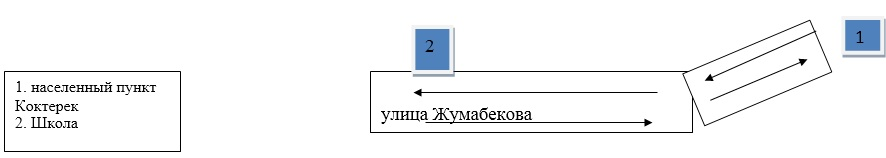 1. населенный пункт
Коктерек
2. Школа
2
улица Жумабекова
1